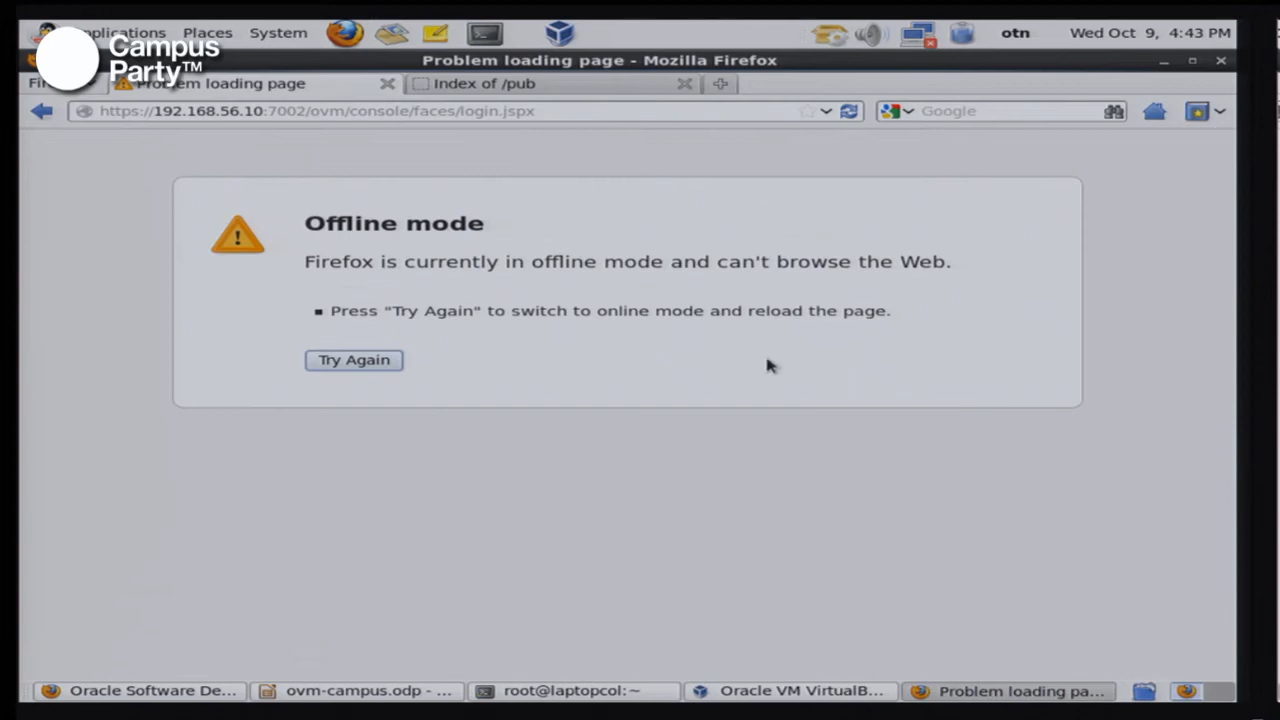 Applications Places System otn Wed Oct 9, 4:43 PM
Campus
Party™
Problem loading page - Mozilla Firefox
Problem loading page Index of /pub
https://192.168.56.10:7002/ovm/console/faces/login.jspx Google
Offline mode
Firefox is currently in offline mode and can't browse the Web.
Press "Try Again" to switch to online mode and reload the page.
Try Again
Oracle Software De... ovm-campus.odp - ... root@laptopcol:~ Oracle VM VirtualB... Problem loading pa...